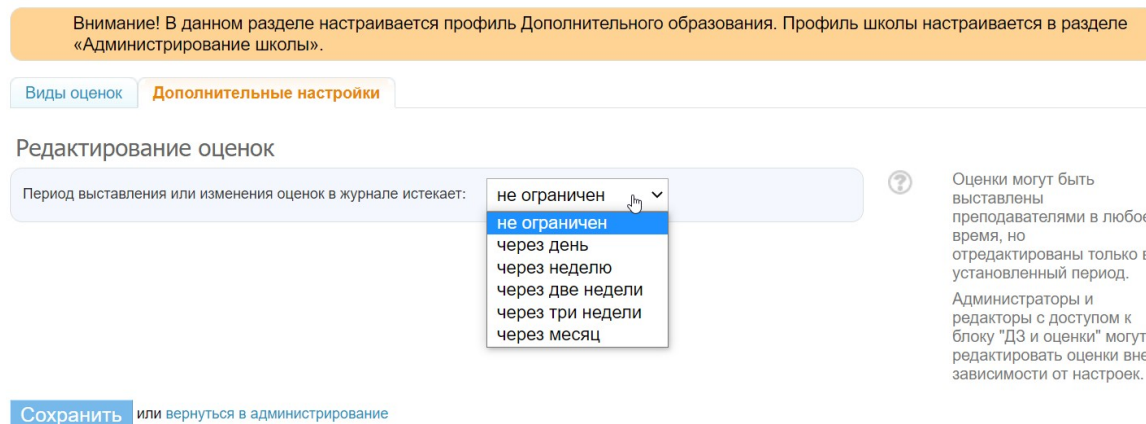 Внимание! В данном разделе настраивается профиль Дополнительного образования. Профиль школы настраивается в разделе
«Администрирование школы».
Виды оценок Дополнительные настройки
Редактирование оценок
Период выставления или изменения оценок в журнале истекает: не ограничен
не ограничен
через день
через неделю
через две недели
через три недели
через месяц
Оценки могут быть
выставлены
преподавателями в любое
время, но
отредактированы только в
установленный период.
Администраторы и
редакторы с доступом к
блоку "ДЗ и оценки" могут
редактировать оценки вне
зависимости от настроек.
Сохранить или вернуться в администрирование